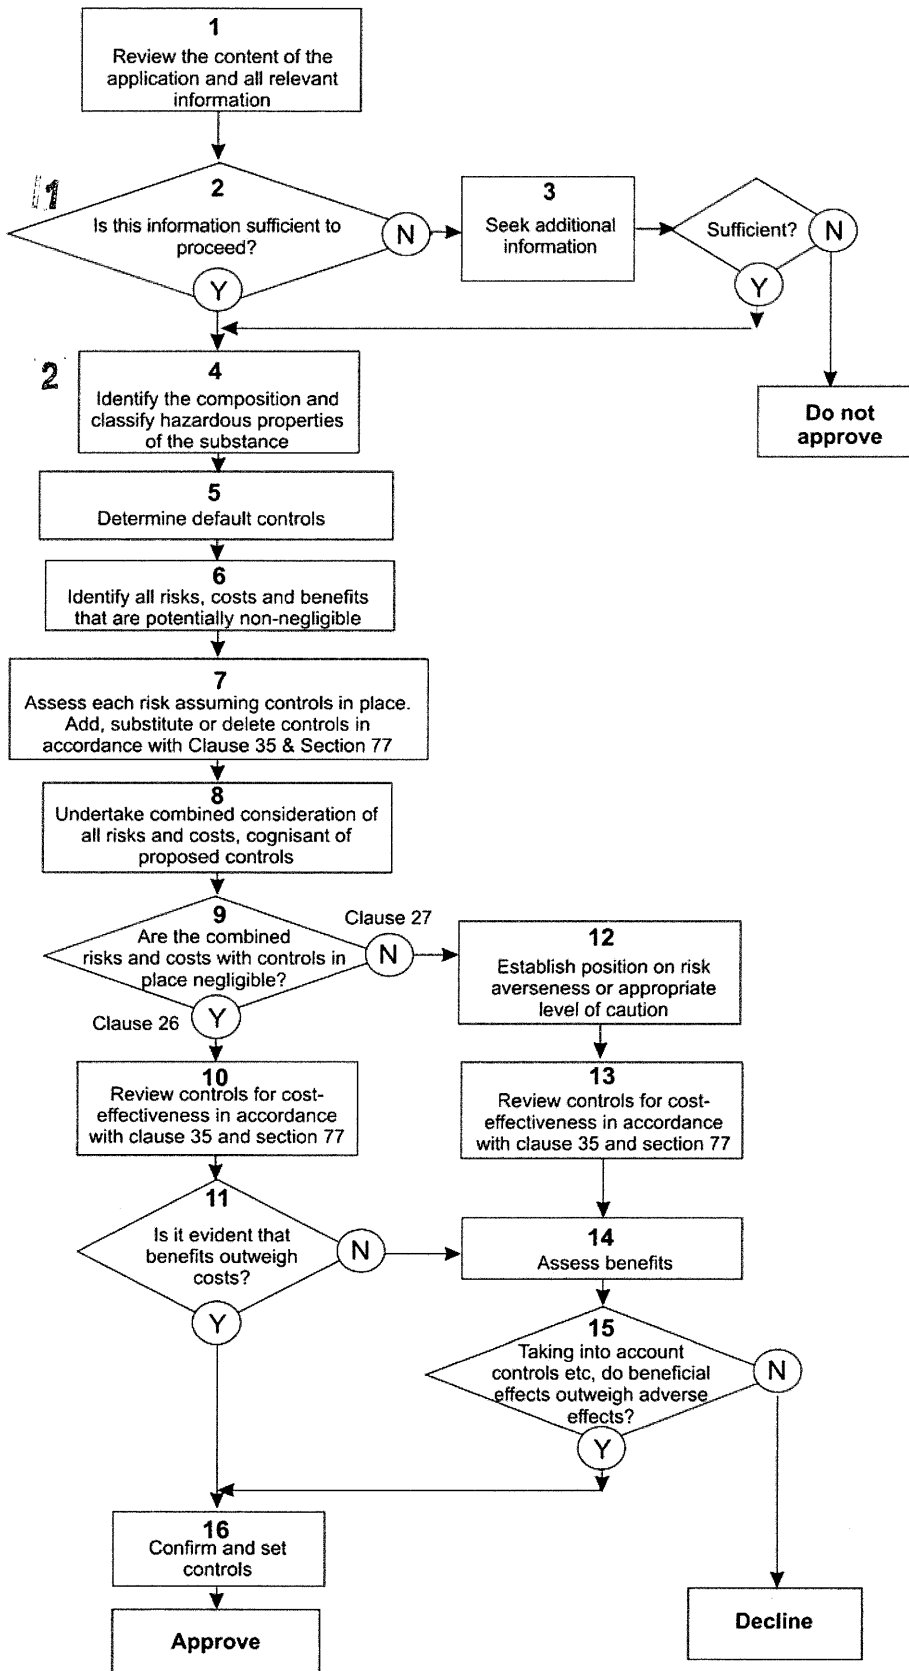 1
Review the content of the
application and all relevant
information
1
2
Is this information sufficient to
proceed?
N
Y
3
Seek additional
information
Sufficient?
N
Y
Do not
approve
2
4
Identify the composition and
classify hazardous properties
of the substance
5
Determine default controls
6
Identify all risks, costs and benefits
that are potentially non-negligible
7
Assess each risk assuming controls in place.
Add, substitute or delete controls in
accordance with Clause 35 & Section 77
8
Undertake combined consideration of
all risks and costs, cognisant of
proposed controls
9
Are the combined
risks and costs with controls in
place negligible?
Clause 27
N
Clause 26
Y
12
Establish position on risk
averseness or appropriate
level of caution
10
Review controls for cost-
effectiveness in accordance
with clause 35 and section 77
13
Review controls for cost-
effectiveness in accordance
with clause 35 and section 77
11
Is it evident that
benefits outweigh
costs?
N
Y
14
Assess benefits
15
Taking into account
controls etc, do beneficial
effects outweigh adverse
effects?
N
Y
16
Confirm and set
controls
Approve
Decline